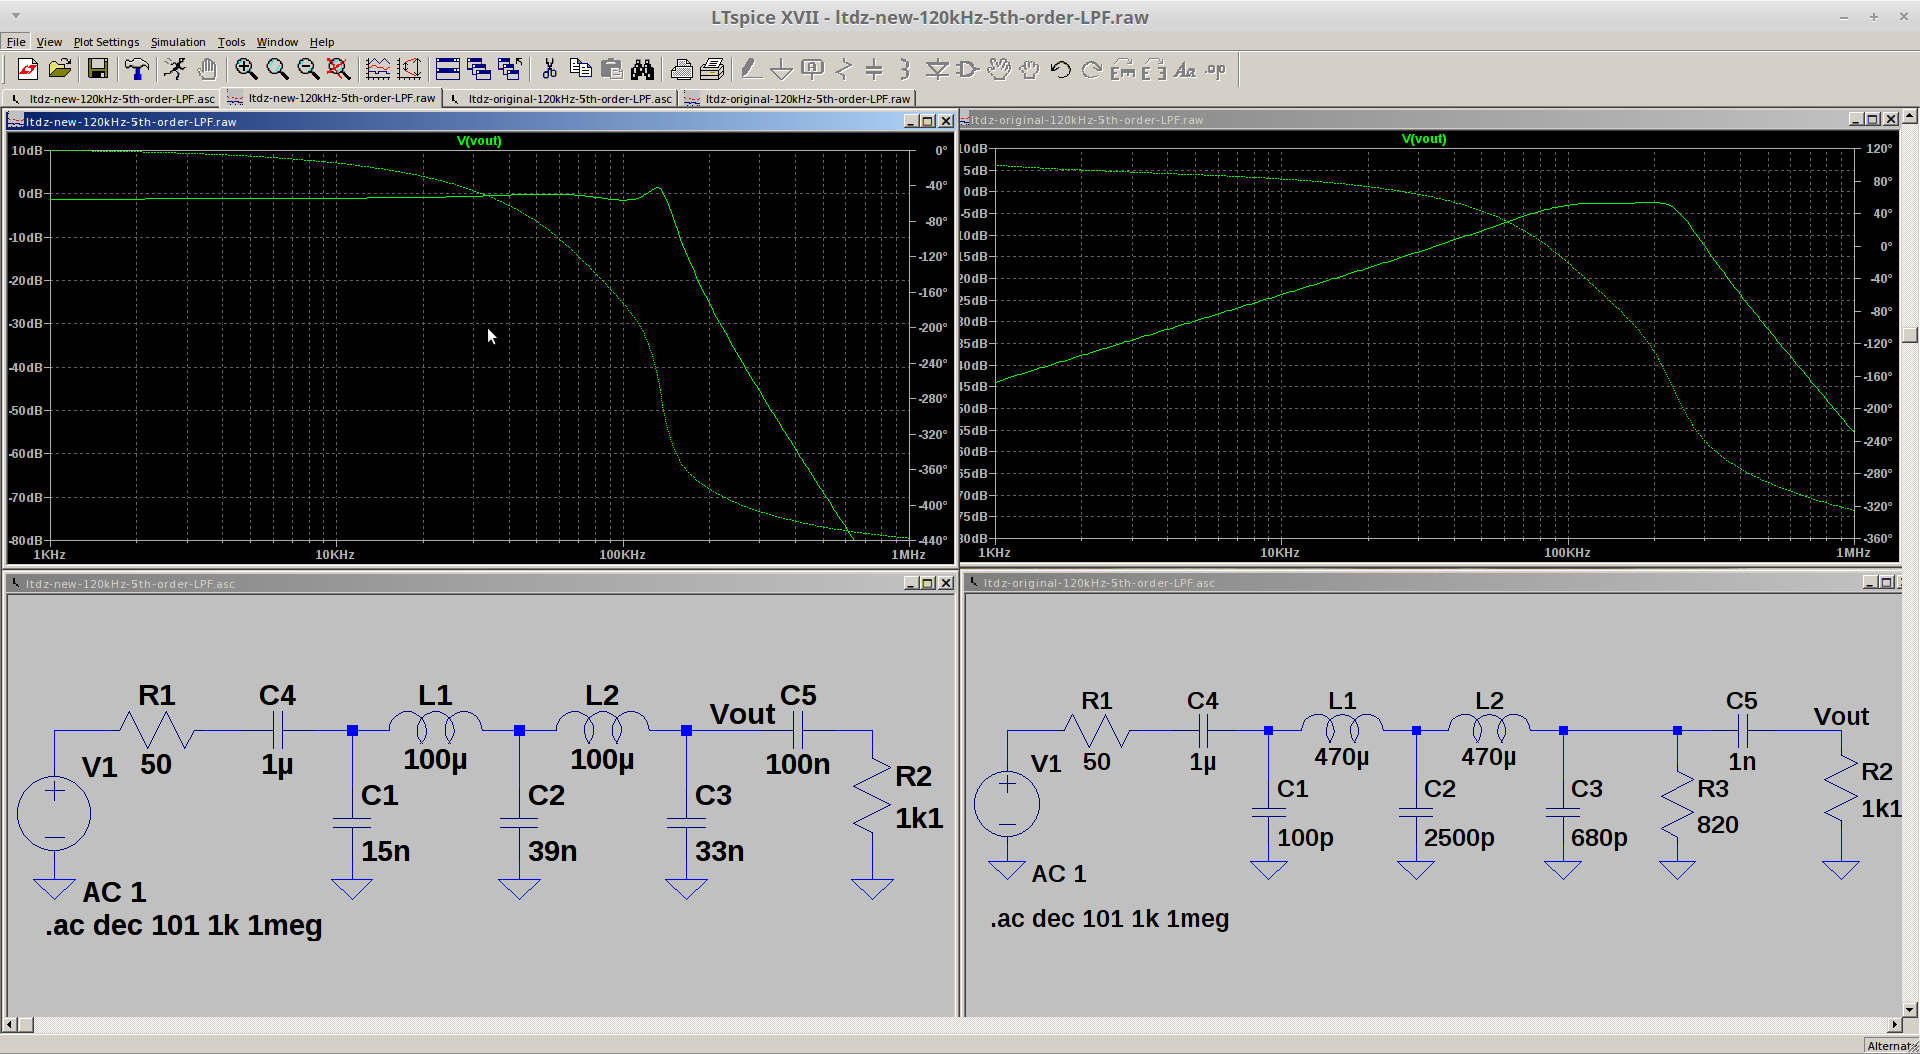 LTspice XVII - ltdz-new-120kHz-5th-order-LPF.raw
File View Plot Settings Simulation Tools Window Help
ltdz-new-120kHz-5th-order-LPF.asc ltdz-new-120kHz-5th-order-LPF.raw ltdz-original-120kHz-5th-order-LPF.asc ltdz-original-120kHz-5th-order-LPF.raw
ltdz-new-120kHz-5th-order-LPF.raw
V(vout)
10dB 0°
0dB -40°
-10dB -80°
-20dB -120°
-30dB -160°
-40dB -200°
-50dB -240°
-60dB -280°
-70dB -320°
-80dB -360°
-400°
-440°
1KHz 10KHz 100KHz 1MHz
ltdz-original-120kHz-5th-order-LPF.raw
V(vout)
10dB 120°
5dB 80°
0dB 40°
-5dB 0°
10dB -40°
15dB -80°
20dB -120°
25dB -160°
30dB -200°
35dB -240°
40dB -280°
45dB -320°
50dB -360°
55dB
60dB
65dB
70dB
75dB
80dB
1KHz 10KHz 100KHz 1MHz
ltdz-new-120kHz-5th-order-LPF.asc
R1 C4 L1 L2 Vout C5
V1 50 1µ 100µ 100µ 100n
C1 C2 C3 R2
15n 39n 33n 1k1
AC 1
.ac dec 101 1k 1meg
ltdz-original-120kHz-5th-order-LPF.asc
R1 C4 L1 L2 C5 Vout
V1 50 1µ 470µ 470µ 1n R2
C1 C2 C3 R3 1k1
100p 2500p 680p 820
AC 1
.ac dec 101 1k 1meg